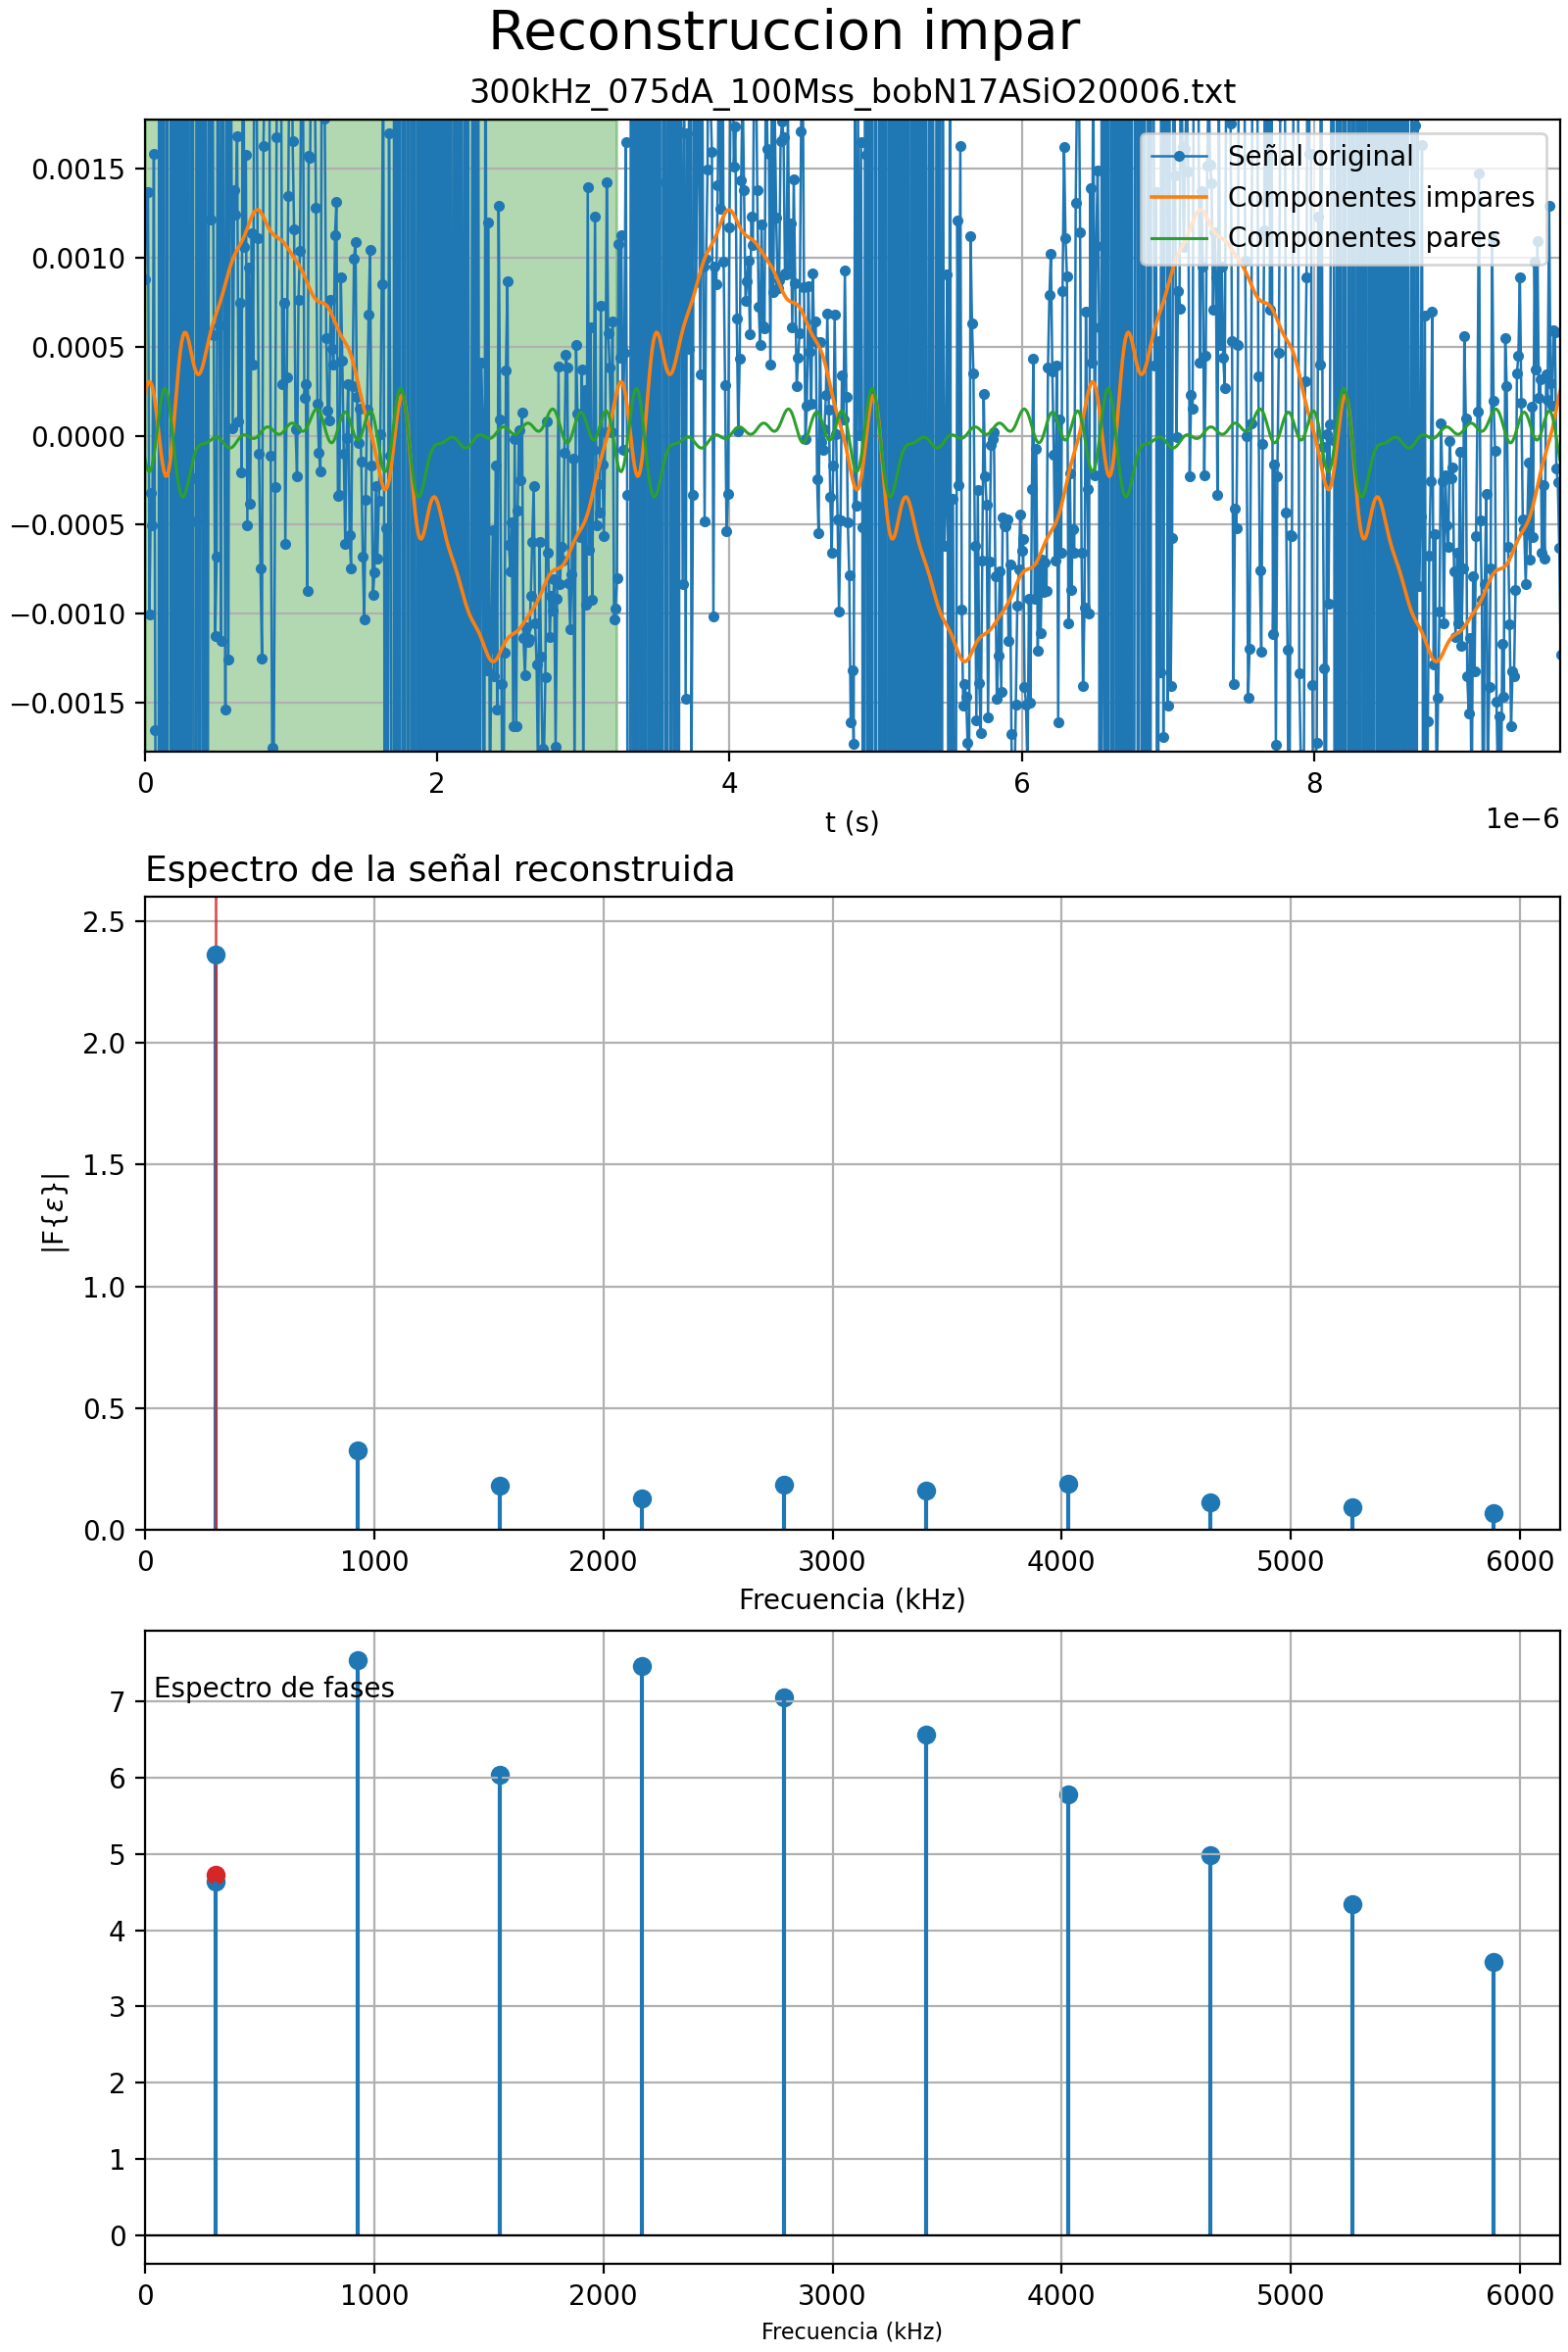 Reconstruccion impar
300kHz_075dA_100Mss_bobN17ASiO20006.txt
Señal original
Componentes impares
Componentes pares
0.0015
0.0010
0.0005
0.0000
−0.0005
−0.0010
−0.0015
0 2 4 6 8
1e−6
t (s)
Espectro de la señal reconstruida
2.5
2.0
1.5
1.0
0.5
0.0
|F{ε}|
0 1000 2000 3000 4000 5000 6000
Frecuencia (kHz)
Espectro de fases
7
6
5
4
3
2
1
0
0 1000 2000 3000 4000 5000 6000
Frecuencia (kHz)